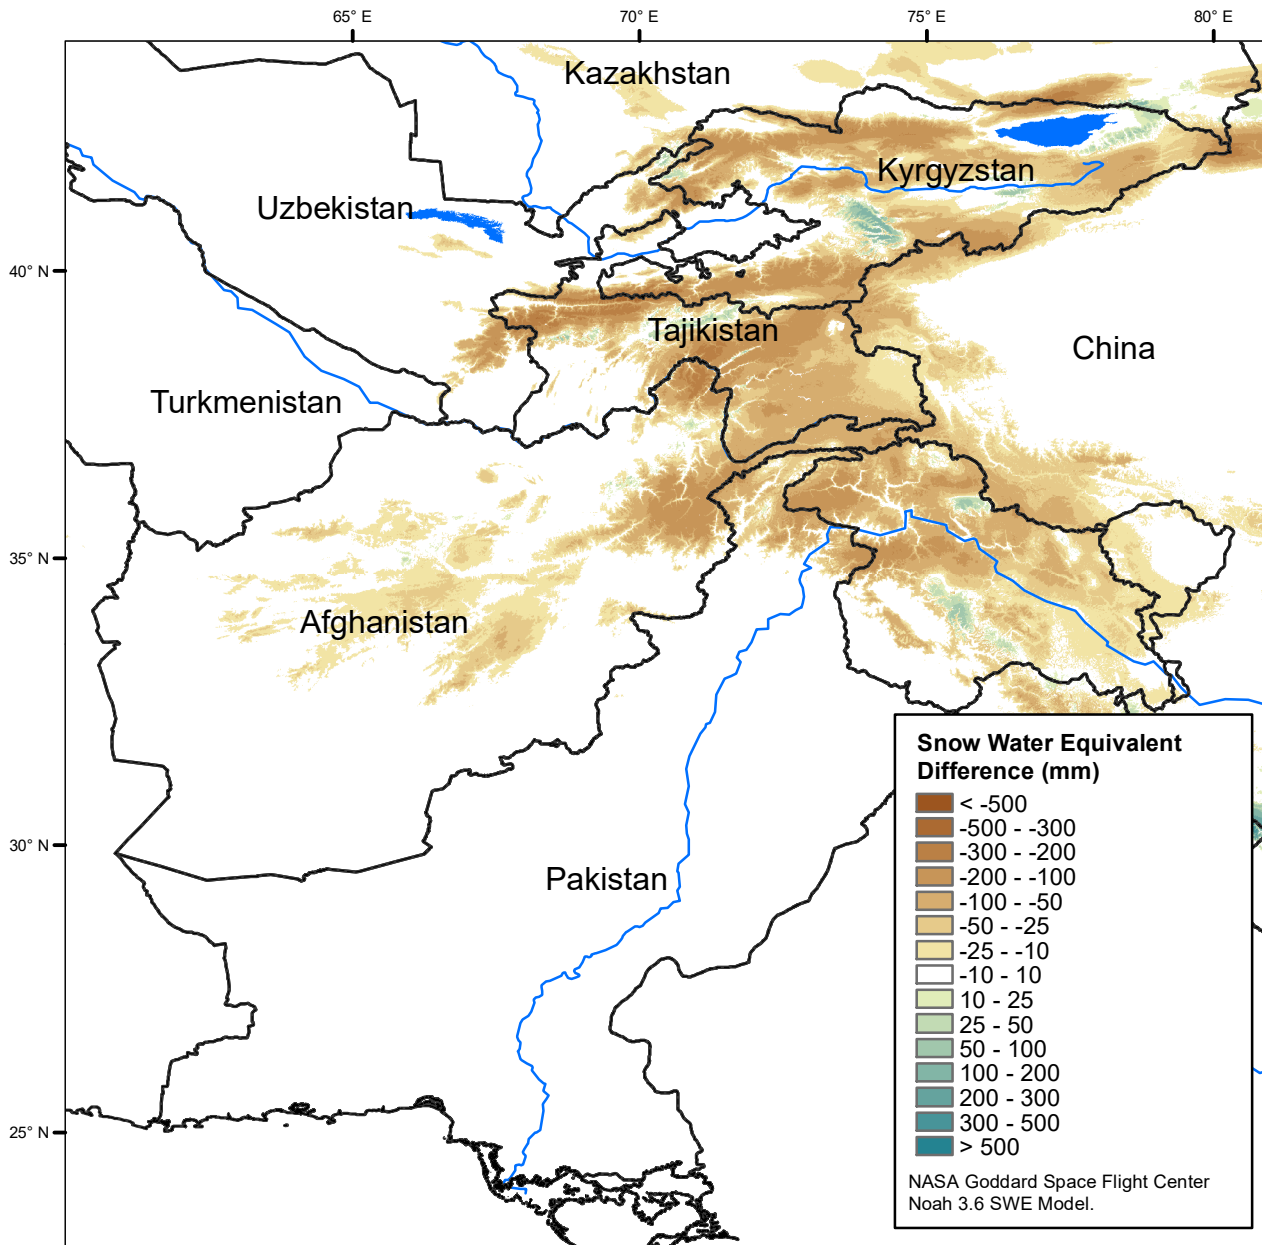 65° E
70° E
75° E
80° E
Kazakhstan
Kyrgyzstan
Uzbekistan
40° N
Tajikistan
China
Turkmenistan
35° N
Afghanistan
Snow Water Equivalent
Difference (mm)
< -500
-500 - -300
-300 - -200
-200 - -100
-100 - -50
-50 - -25
-25 - -10
-10 - 10
10 - 25
25 - 50
50 - 100
100 - 200
200 - 300
300 - 500
> 500
30° N
Pakistan
25° N
NASA Goddard Space Flight Center
Noah 3.6 SWE Model.